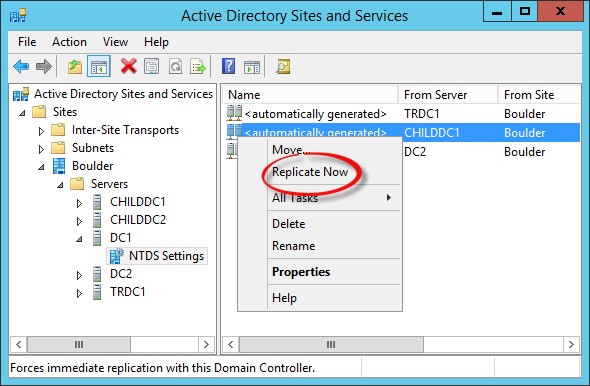 Active Directory Sites and Services
File Action View Help
Active Directory Sites and Services
Sites
Inter-Site Transports
Subnets
Boulder
Servers
CHILDDC1
CHILDDC2
DC1
NTDS Settings
DC2
TRDC1
Name From Server From Site
<automatically generated> TRDC1 Boulder
<automatically generated> CHILDDC1 Boulder
DC2 Boulder
Move...
Replicate Now
All Tasks
Delete
Rename
Properties
Help
Forces immediate replication with this Domain Controller.